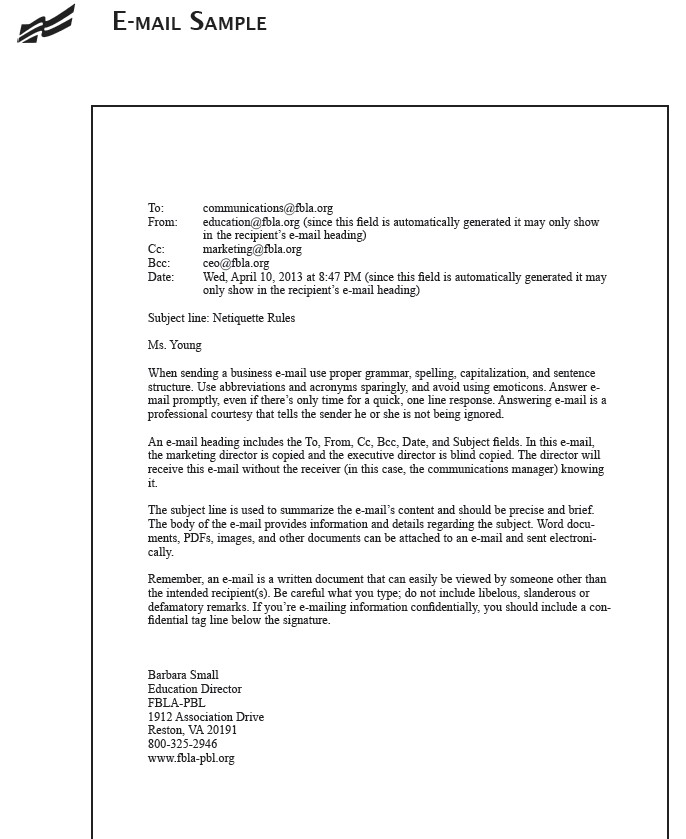 E-MAIL SAMPLE
To: communications@fbla.org
From: education@fbla.org (since this field is automatically generated it may only show
in the recipient's e-mail heading)
Cc: marketing@fbla.org
Bcc: ceo@fbla.org
Date: Wed, April 10, 2013 at 8:47 PM (since this field is automatically generated it may
only show in the recipient's e-mail heading)
Subject line: Netiquette Rules
Ms. Young
When sending a business e-mail use proper grammar, spelling, capitalization, and sentence
structure. Use abbreviations and acronyms sparingly, and avoid using emoticons. Answer e-
mail promptly, even if there's only time for a quick, one line response. Answering e-mail is a
professional courtesy that tells the sender he or she is not being ignored.
An e-mail heading includes the To, From, Cc, Bcc, Date, and Subject fields. In this e-mail,
the marketing director is copied and the executive director is blind copied. The director will
receive this e-mail without the receiver (in this case, the communications manager) knowing
it.
The subject line is used to summarize the e-mail's content and should be precise and brief.
The body of the e-mail provides information and details regarding the subject. Word docu-
ments, PDFs, images, and other documents can be attached to an e-mail and sent electroni-
cally.
Remember, an e-mail is a written document that can easily be viewed by someone other than
the intended recipient(s). Be careful what you type; do not include libelous, slanderous or
defamatory remarks. If you're e-mailing information confidentially, you should include a con-
fidential tag line below the signature.
Barbara Small
Education Director
FBLA-PBL
1912 Association Drive
Reston, VA 20191
800-325-2946
www.fbla-pbl.org